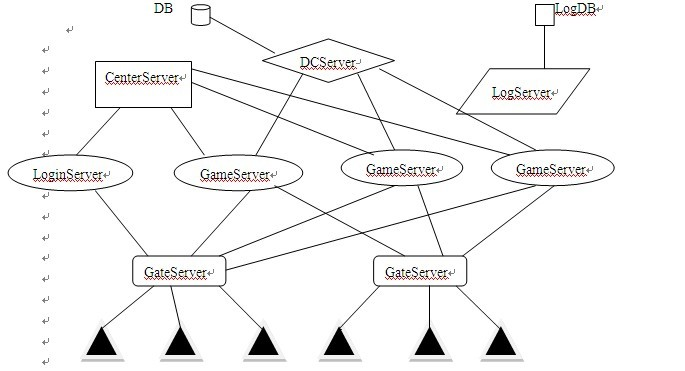 DB
LogDB
DCServer
CenterServer
LogServer
LoginServer
GameServer
GameServer
GameServer
GateServer
GateServer